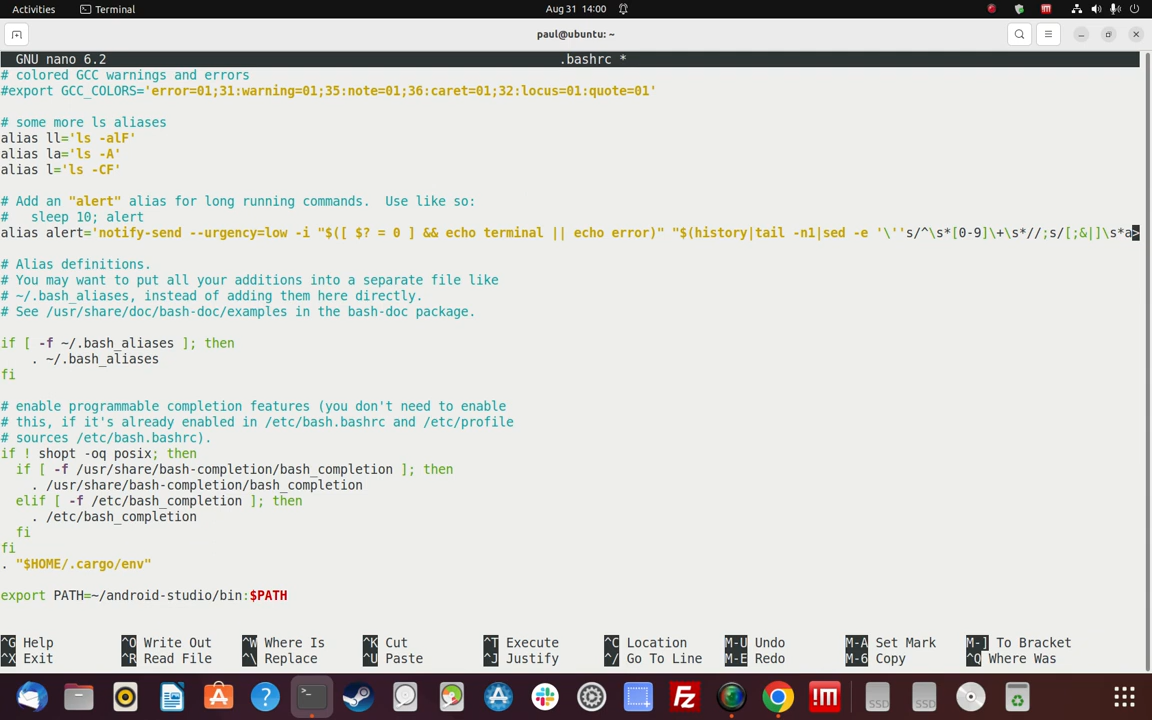 Activities Terminal Aug 31 14:00
paul@ubuntu: ~
GNU nano 6.2 .bashrc *
# colored GCC warnings and errors
#export GCC_COLORS='error=01;31:warning=01;35:note=01;36:caret=01;32:locus=01:quote=01'
# some more ls aliases
alias ll='ls -alF'
alias la='ls -A'
alias l='ls -CF'
# Add an "alert" alias for long running commands.  Use like so:
#   sleep 10; alert
alias alert='notify-send --urgency=low -i "$([ $? = 0 ] && echo terminal || echo error)" "$(history|tail -n1|sed -e '\''s/^\s*[0-9]\+\s*//;s/[;&|]\s*a>
# Alias definitions.
# You may want to put all your additions into a separate file like
# ~/.bash_aliases, instead of adding them here directly.
# See /usr/share/doc/bash-doc/examples in the bash-doc package.
if [ -f ~/.bash_aliases ]; then
    . ~/.bash_aliases
fi
# enable programmable completion features (you don't need to enable
# this, if it's already enabled in /etc/bash.bashrc and /etc/profile
# sources /etc/bash.bashrc).
if ! shopt -oq posix; then
  if [ -f /usr/share/bash-completion/bash_completion ]; then
    . /usr/share/bash-completion/bash_completion
  elif [ -f /etc/bash_completion ]; then
    . /etc/bash_completion
  fi
fi
. "$HOME/.cargo/env"
export PATH=~/android-studio/bin:$PATH
^G Help ^O Write Out ^W Where Is ^K Cut ^T Execute ^C Location M-U Undo M-A Set Mark M-] To Bracket
^X Exit ^R Read File ^\ Replace ^U Paste ^J Justify ^/ Go To Line M-E Redo M-6 Copy ^Q Where Was